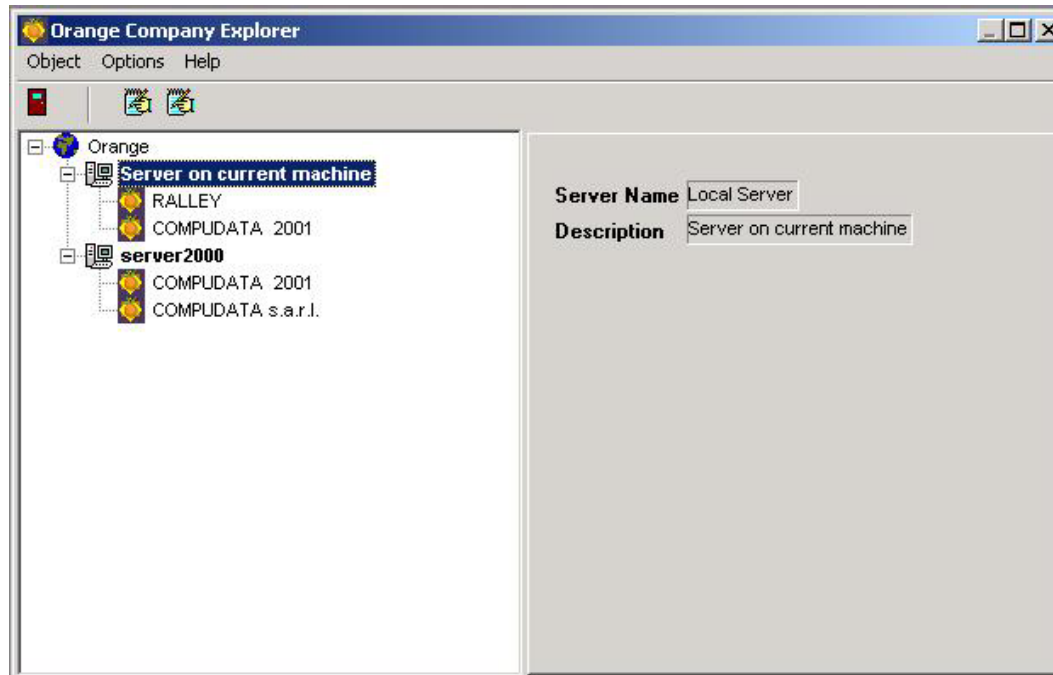 Orange Company Explorer
Object Options Help
Orange
Server on current machine
RALLEY
COMPUDATA 2001
server2000
COMPUDATA 2001
COMPUDATA s.a.r.l.
Server Name Local Server
Description Server on current machine